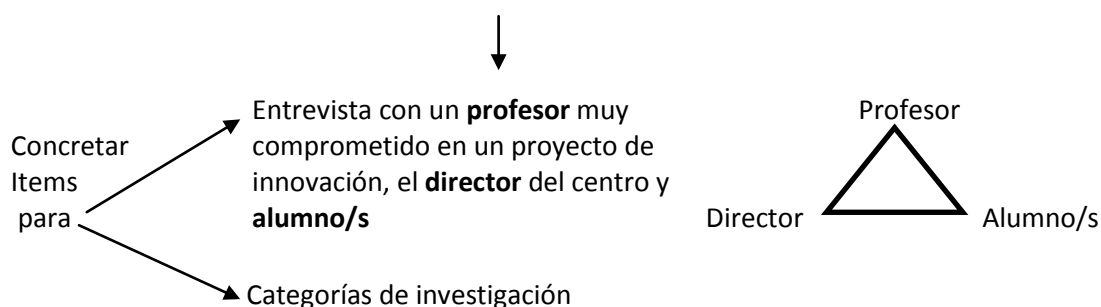 Concretar
Items
para
Entrevista con un profesor muy
comprometido en un proyecto de
innovación, el director del centro y
alumno/s
Categorías de investigación
Profesor
Director
Alumno/s